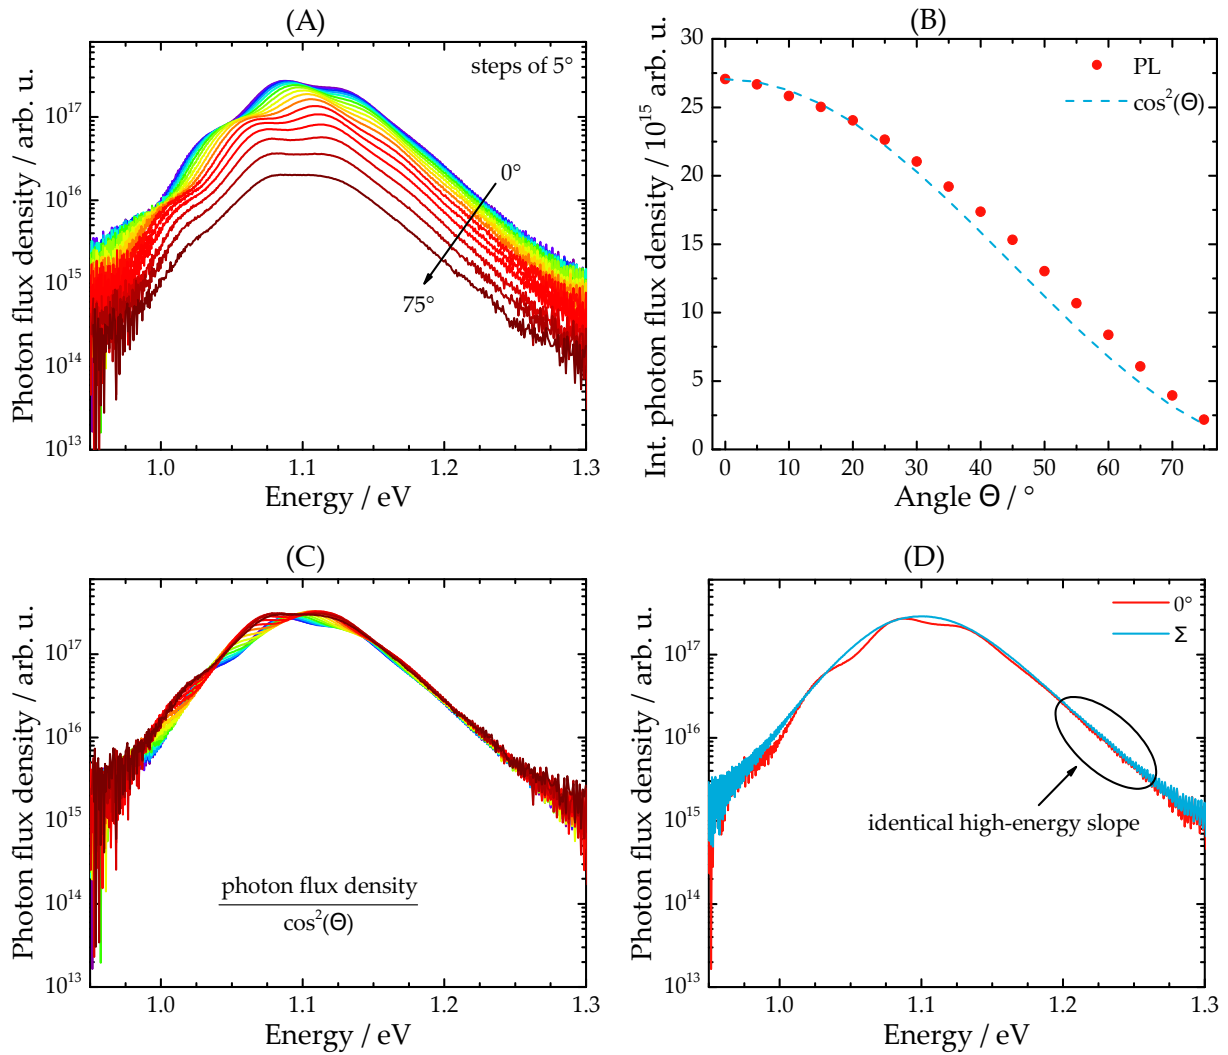 (A)
steps of 5°
0°
75°
10^17
10^16
10^15
10^14
10^13
1.0
1.1
1.2
1.3
Photon flux density / arb. u.
Energy / eV
(B)
PL
cos²(Θ)
30
25
20
15
10
5
0
0
10
20
30
40
50
60
70
Int. photon flux density / 10^15 arb. u.
Angle Θ / °
(C)
photon flux density
cos²(Θ)
10^17
10^16
10^15
10^14
10^13
1.0
1.1
1.2
1.3
Photon flux density / arb. u.
Energy / eV
(D)
0°
Σ
identical high-energy slope
10^17
10^16
10^15
10^14
10^13
1.0
1.1
1.2
1.3
Photon flux density / arb. u.
Energy / eV